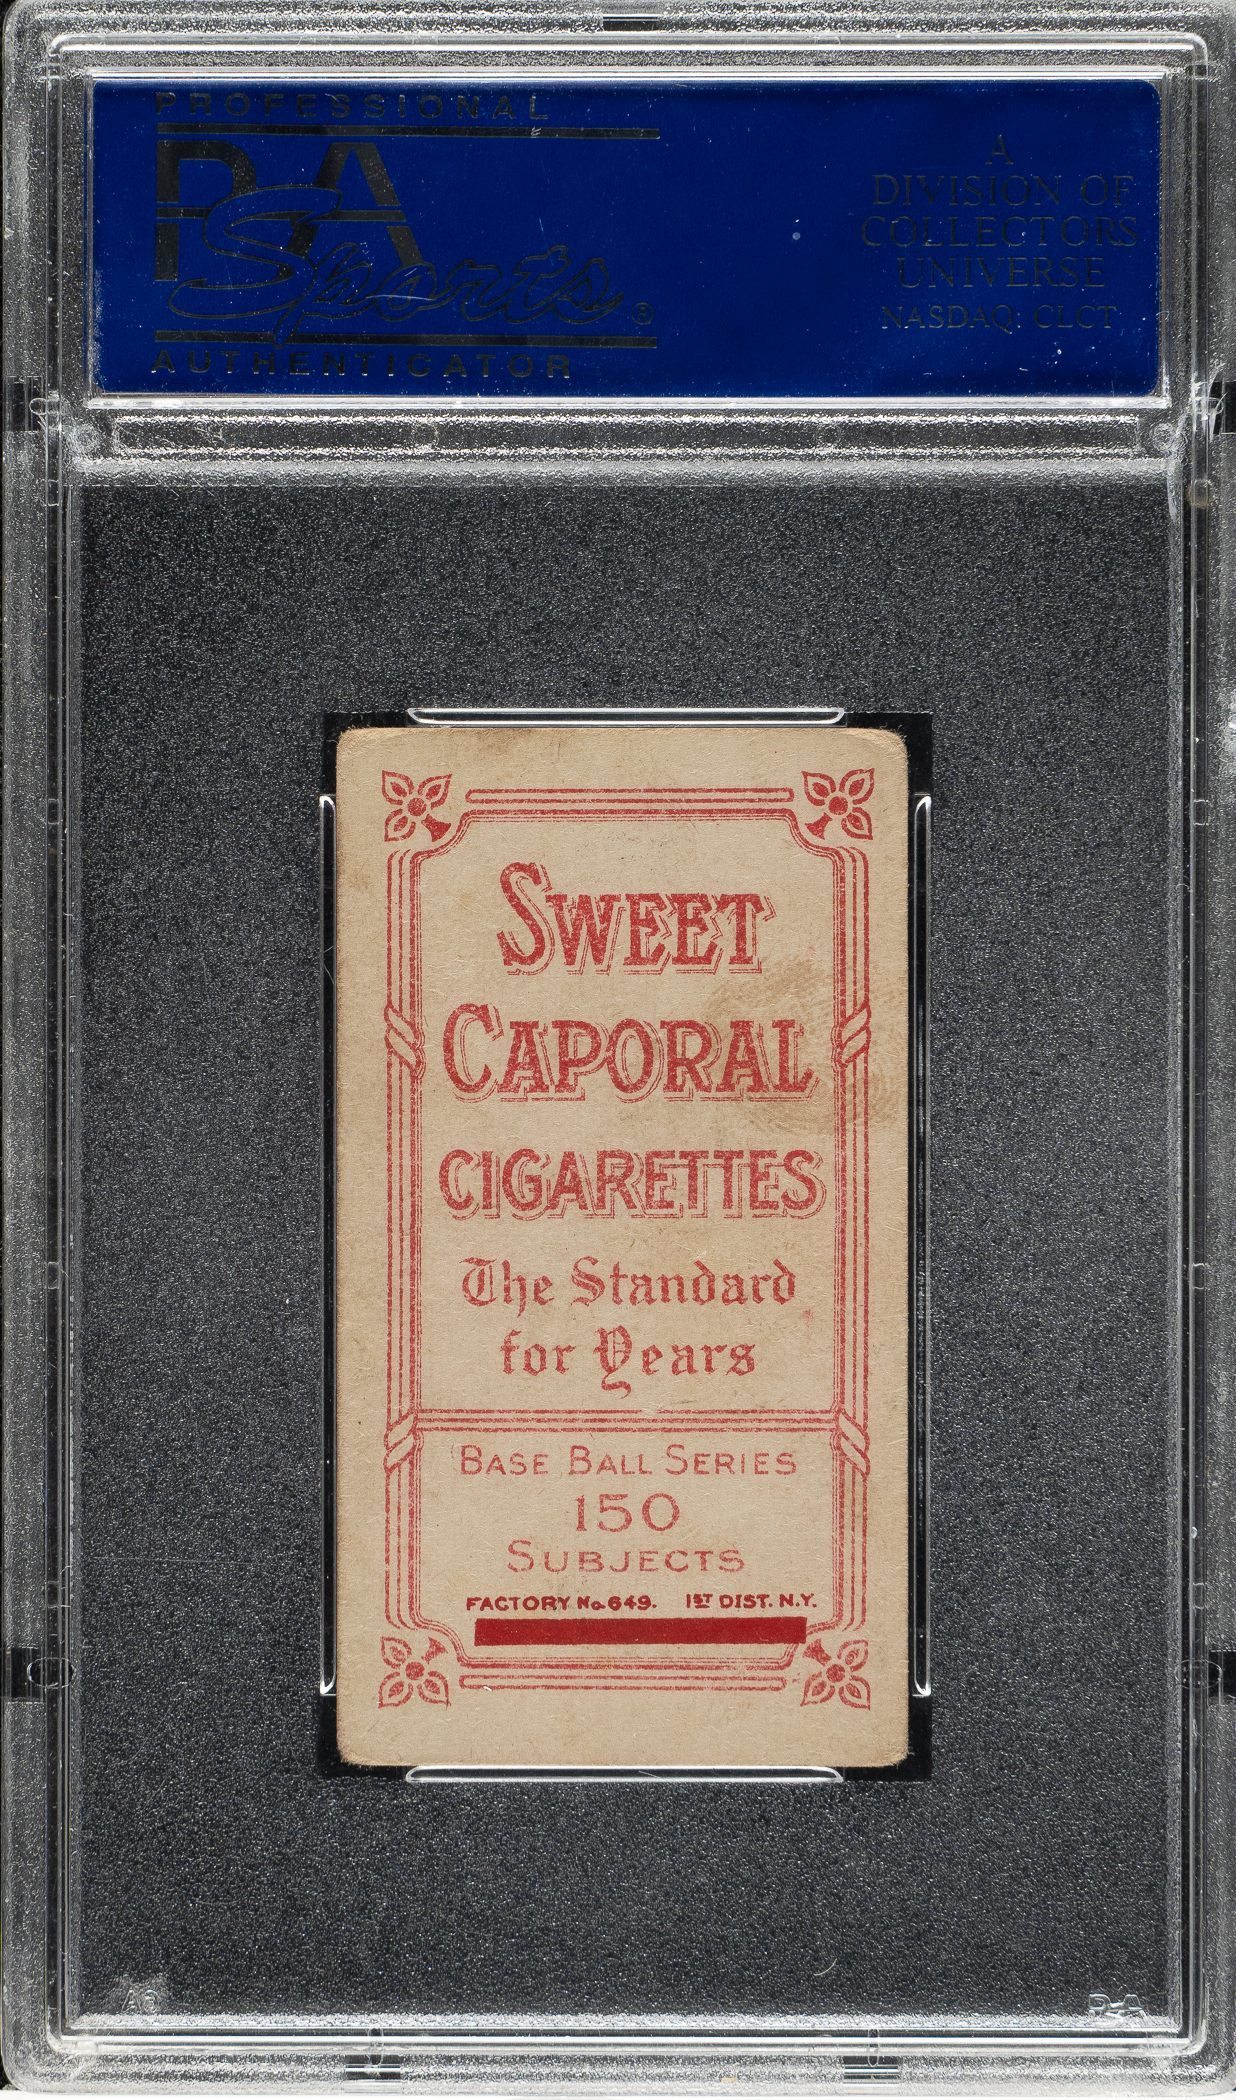 PROFESSIONAL
PSA
Sports®
AUTHENTICATOR
A
DIVISION OF
COLLECTORS
UNIVERSE
NASDAQ: CLCT
SWEET
CAPORAL
CIGARETTES
The Standard
for Years
BASE BALL SERIES
150
SUBJECTS
FACTORY No. 649. 1ST DIST. N.Y.
PSA